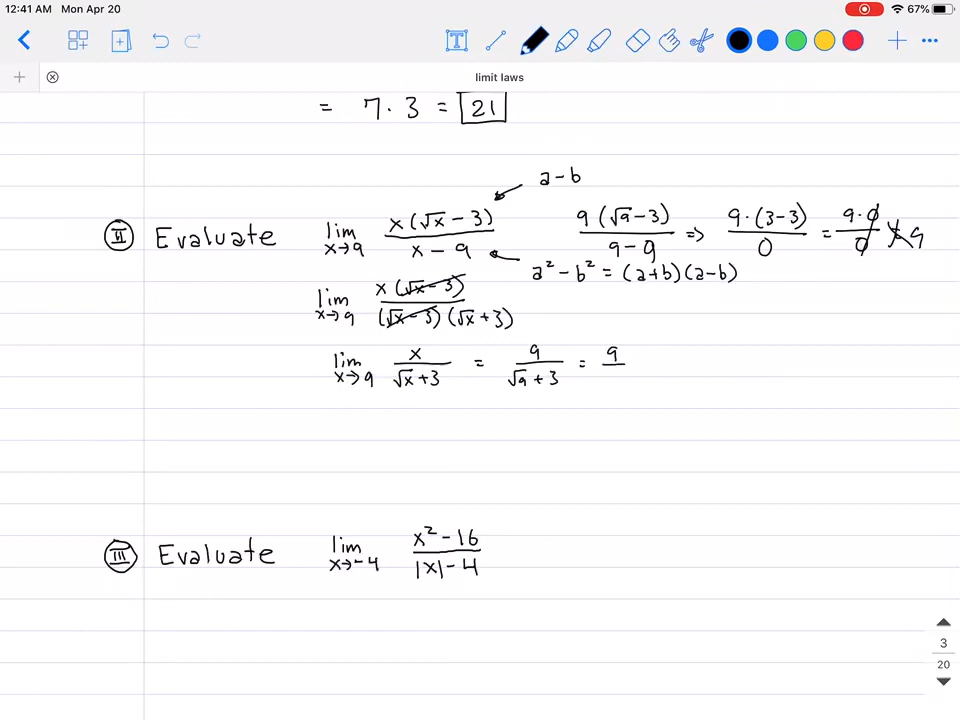 12:41 AM Mon Apr 20
67%
limit laws
= 7 · 3 = 21
a - b
II Evaluate lim x→9 x(√x - 3) / x - 9
9(√9 - 3) / 9 - 9 ⇒ 9·(3-3) / 0 = 9·0 / 0 ≠ 9
a² - b² = (a+b)(a-b)
lim x→9 x(√x - 3) / (√x - 3)(√x + 3)
lim x→9 x / √x + 3 = 9 / √9 + 3 = 9
III Evaluate lim x→-4 x² - 16 / |x| - 4
3
20